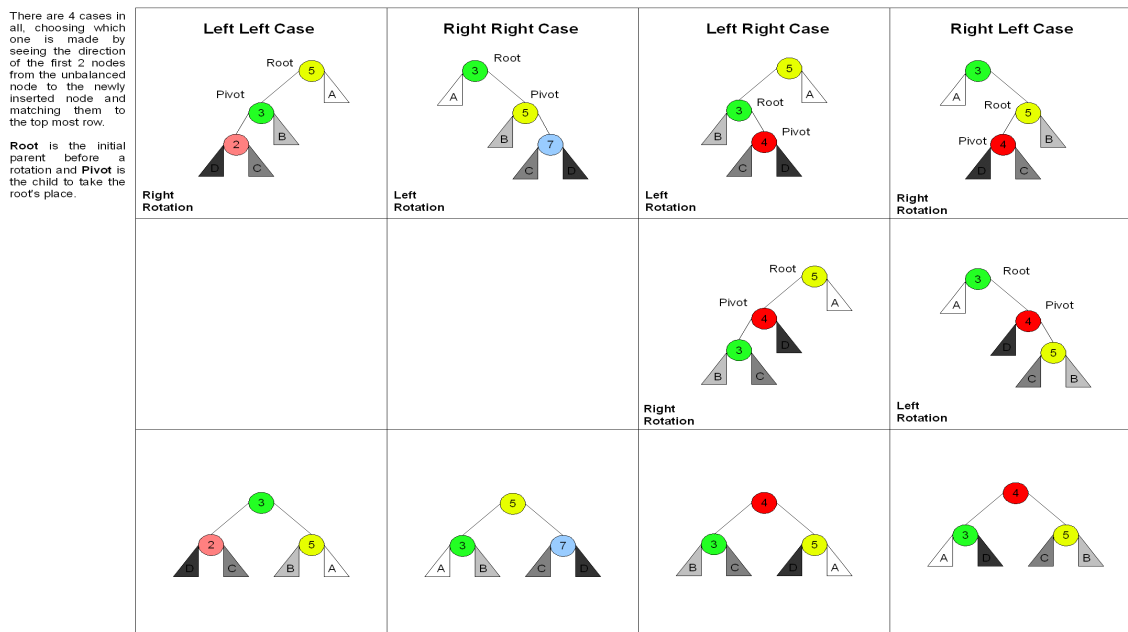 There are 4 cases in
all, choosing which
one is made by
seeing the direction
of the first 2 nodes
from the unbalanced
node to the newly
inserted node and
matching them to
the top most row.
Root is the initial
parent before a
rotation and Pivot is
the child to take the
root's place.
Left Left Case
Root
5
A
Pivot
3
B
2
D
C
Right
Rotation
Right Right Case
Root
3
A
Pivot
5
B
7
C
D
Left
Rotation
Left Right Case
5
A
3
Root
B
4
Pivot
C
D
Left
Rotation
Right Left Case
3
A
Root
5
B
Pivot
4
D
C
Right
Rotation
Root
5
A
Pivot
4
D
3
B
C
Right
Rotation
3
Root
A
Pivot
4
D
5
C
B
Left
Rotation
3
2
5
D
C
B
A
5
3
7
A
B
C
D
4
3
5
B
C
D
A
4
3
5
A
D
C
B